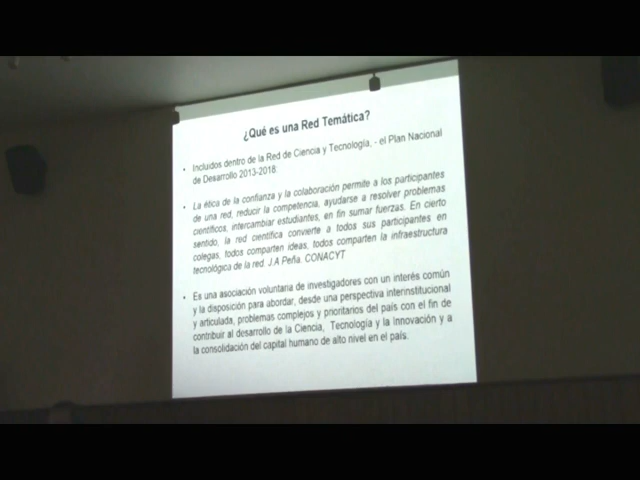 ¿Qué es una Red Temática?
• Incluidos dentro de la Red de Ciencia y Tecnología, - el Plan Nacional
de Desarrollo 2013-2018
• La ética de la confianza y la colaboración permite a los participantes
de una red, reducir la competencia, ayudarse a resolver problemas
científicos, intercambiar estudiantes, en fin sumar fuerzas. En cierto
sentido, la red científica convierte a todos sus participantes en
colegas, todos comparten ideas, todos comparten la infraestructura
tecnológica de la red. J.A Peña. CONACYT
• Es una asociación voluntaria de investigadores con un interés común
y la disposición para abordar, desde una perspectiva interinstitucional
y articulada, problemas complejos y prioritarios del país con el fin de
contribuir al desarrollo de la Ciencia, Tecnología y la Innovación y a
la consolidación del capital humano de alto nivel en el país.